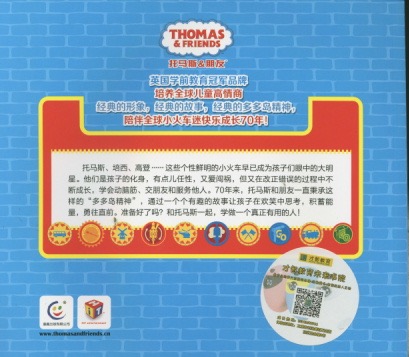 THOMAS
& FRIENDS
托马斯&朋友
英国学前教育冠军品牌
培养全球儿童高情商
经典的形象，经典的故事，经典的多多岛精神，
陪伴全球小火车迷快乐成长70年！
托马斯、培西、高登……这些个性鲜明的小火车早已成为孩子们眼中的大明
星。他们是孩子的化身，有点儿任性，又爱闯祸，但又在改正错误的过程中不
断成长，学会动脑筋、交朋友和服务他人。70年来，托马斯和朋友一直秉承这
样的“多多岛精神”，通过一个个有趣的故事让孩子在欢笑中思考，积蓄能
量，勇往直前。准备好了吗？和托马斯一起，学做一个真正有用的人！
www.thomasandfriends.cn